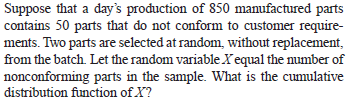 Suppose that a day's production of 850 manufactured parts
contains 50 parts that do not conform to customer require-
ments. Two parts are selected at random, without replacement,
from the batch. Let the random variable X equal the number of
nonconforming parts in the sample. What is the cumulative
distribution function of X?